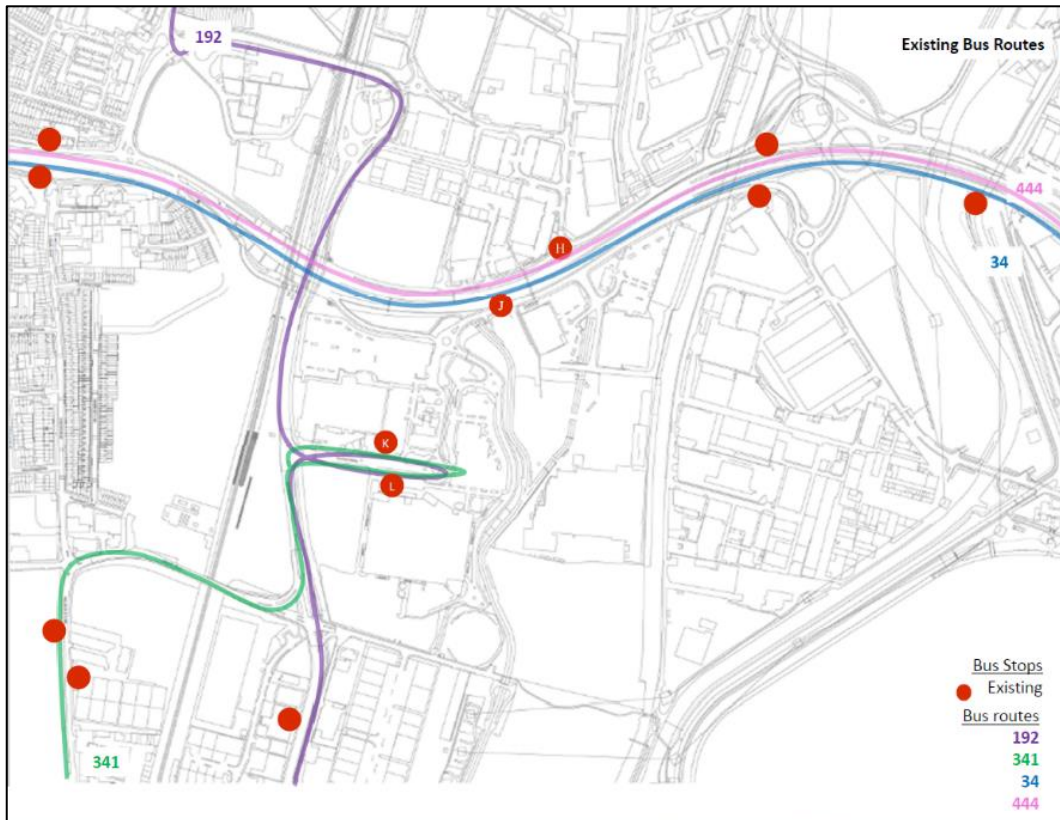 192
Existing Bus Routes
444
H
34
J
K
L
341
Bus Stops
Existing
Bus routes
192
341
34
444